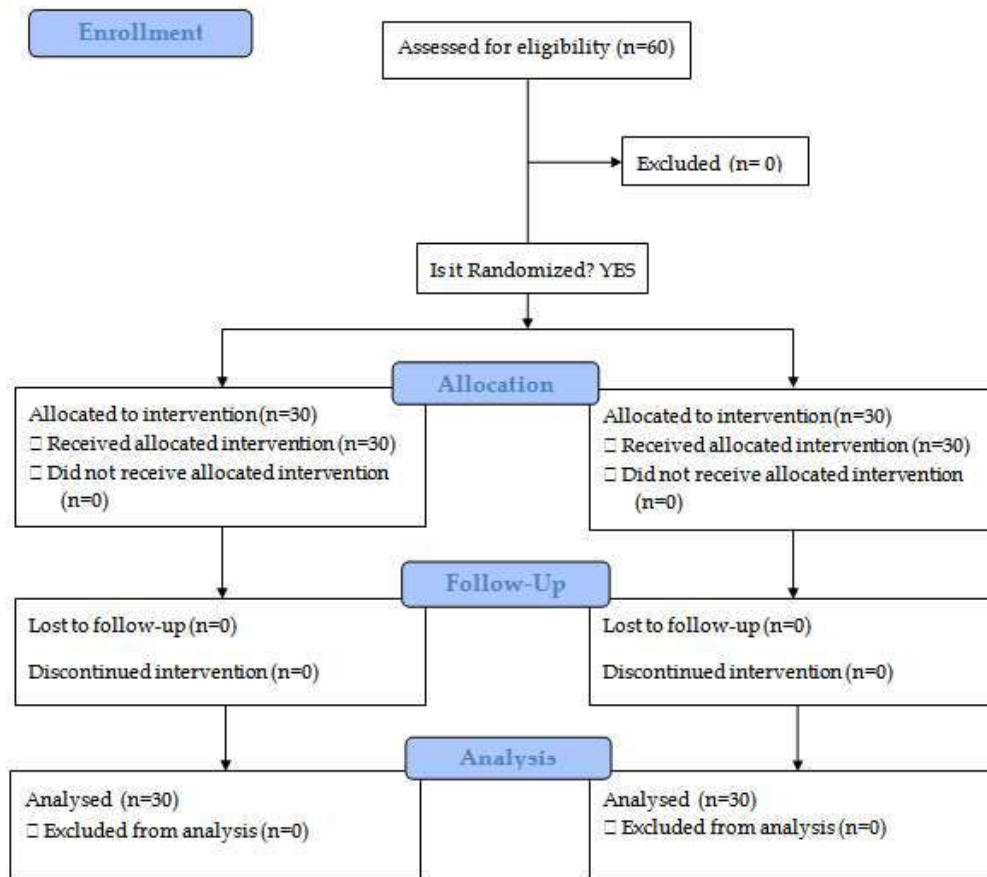 Enrollment
Assessed for eligibility (n=60)
Excluded (n= 0)
Is it Randomized? YES
Allocation
Allocated to intervention (n=30)
□ Received allocated intervention (n=30)
□ Did not receive allocated intervention
(n=0)
Allocated to intervention (n=30)
□ Received allocated intervention (n=30)
□ Did not receive allocated intervention
(n=0)
Follow-Up
Lost to follow-up (n=0)
Discontinued intervention (n=0)
Lost to follow-up (n=0)
Discontinued intervention (n=0)
Analysis
Analysed (n=30)
□ Excluded from analysis (n=0)
Analysed (n=30)
□ Excluded from analysis (n=0)